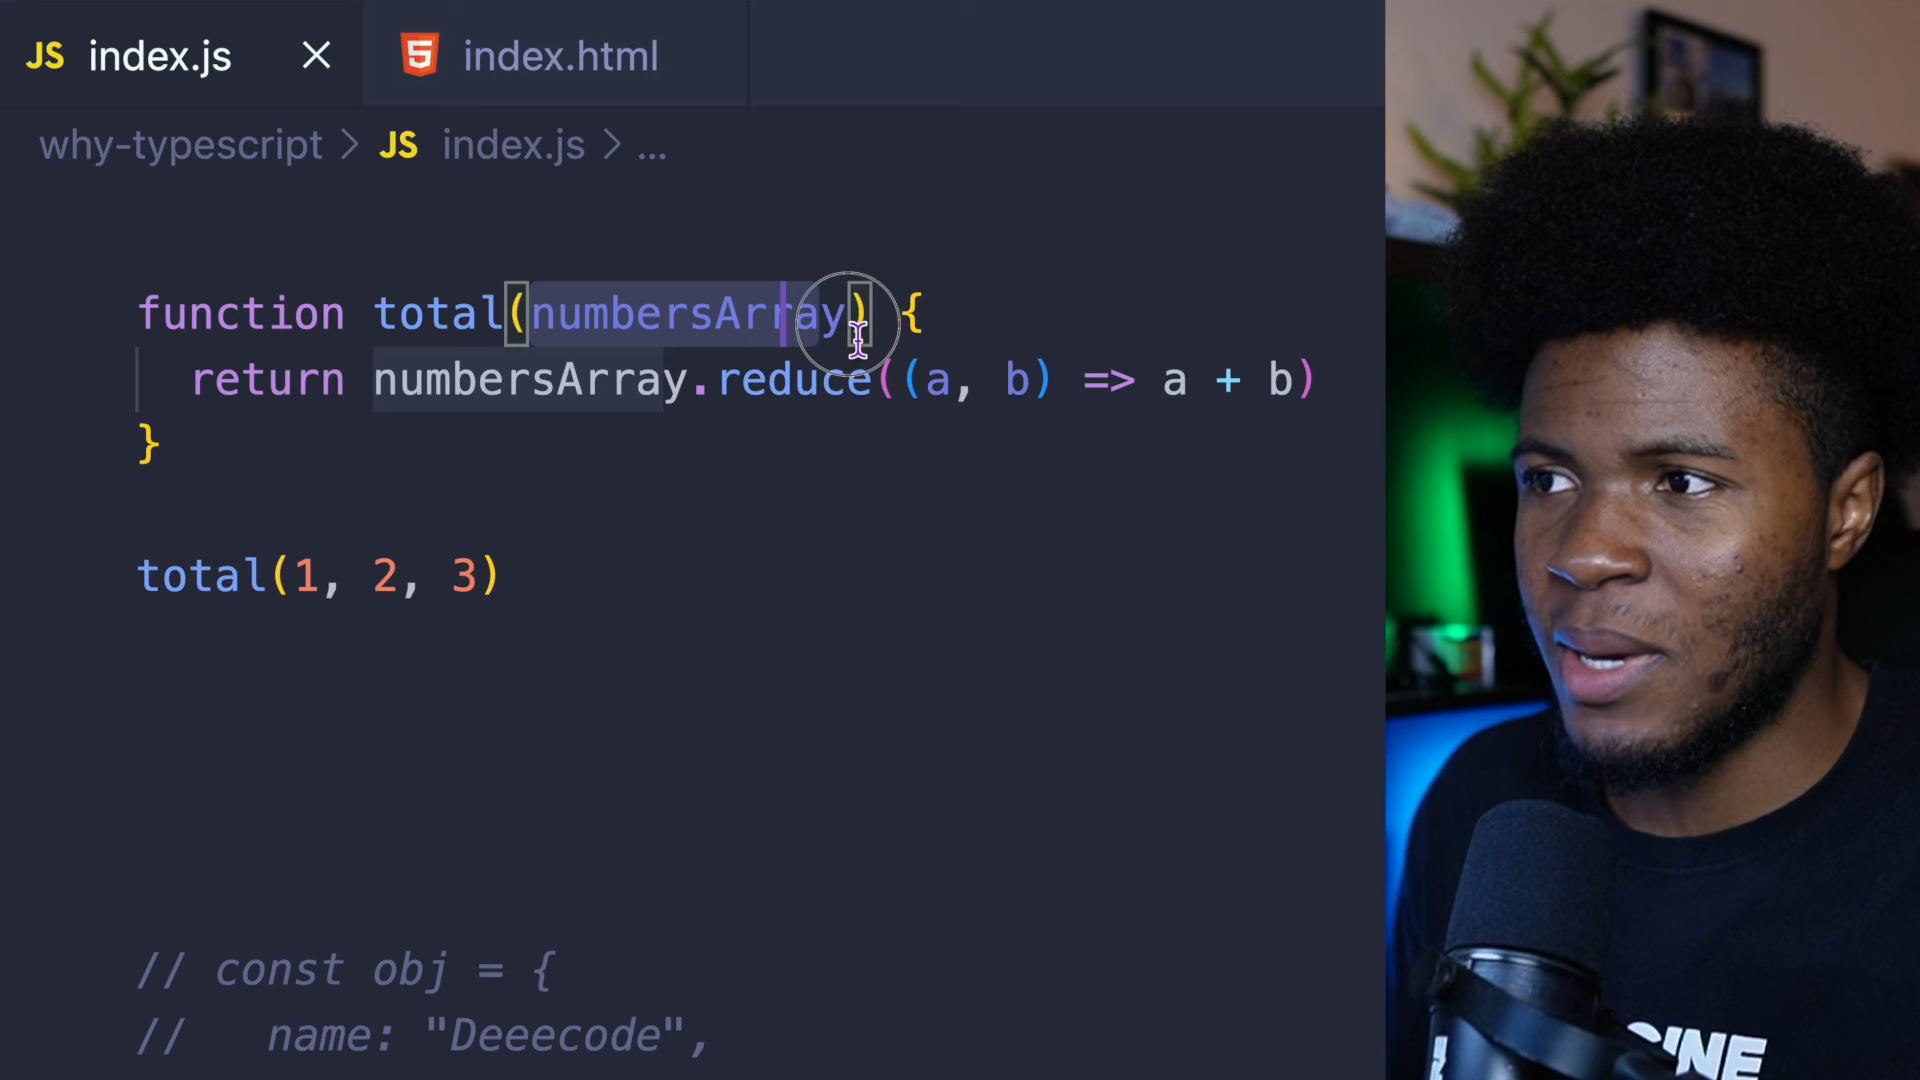 JS index.js × 5 index.html
why-typescript > JS index.js > ...
function total(numbersArray) {
return numbersArray.reduce((a, b) => a + b)
}
total(1, 2, 3)
// const obj = {
//   name: "Deeecode",